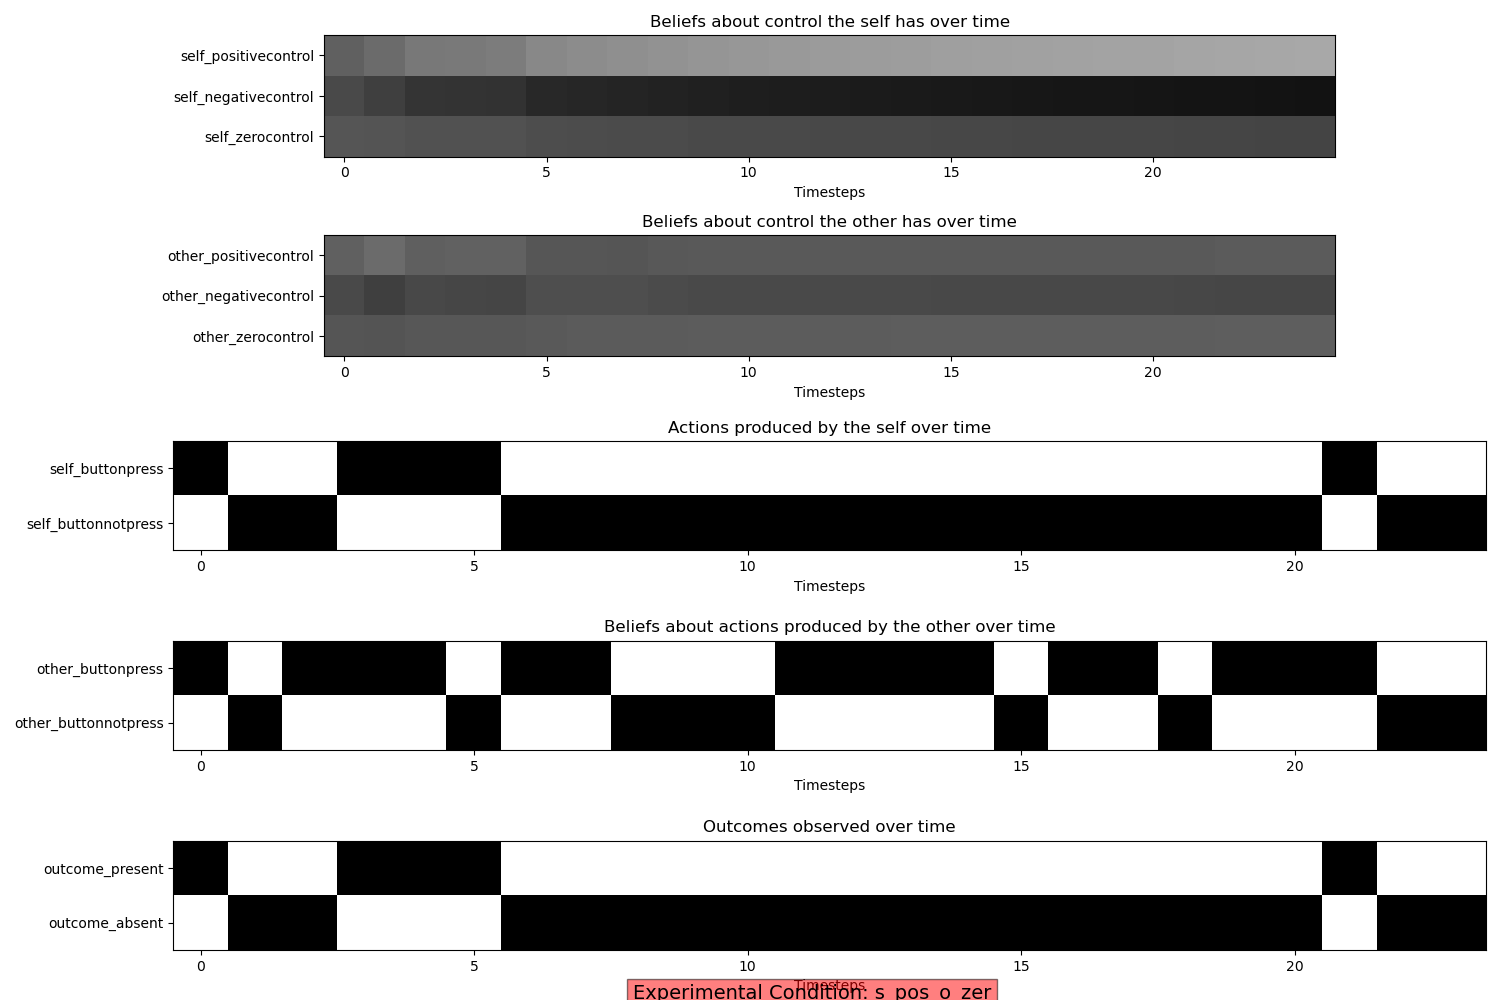 Beliefs about control the self has over time
self_positivecontrol
self_negativecontrol
self_zerocontrol
0 5 10 15 20
Timesteps
Beliefs about control the other has over time
other_positivecontrol
other_negativecontrol
other_zerocontrol
0 5 10 15 20
Timesteps
Actions produced by the self over time
self_buttonpress
self_buttonnotpress
0 5 10 15 20
Timesteps
Beliefs about actions produced by the other over time
other_buttonpress
other_buttonnotpress
0 5 10 15 20
Timesteps
Outcomes observed over time
outcome_present
outcome_absent
0 5 10 15 20
Timesteps
Experimental Condition: s_pos_o_zer